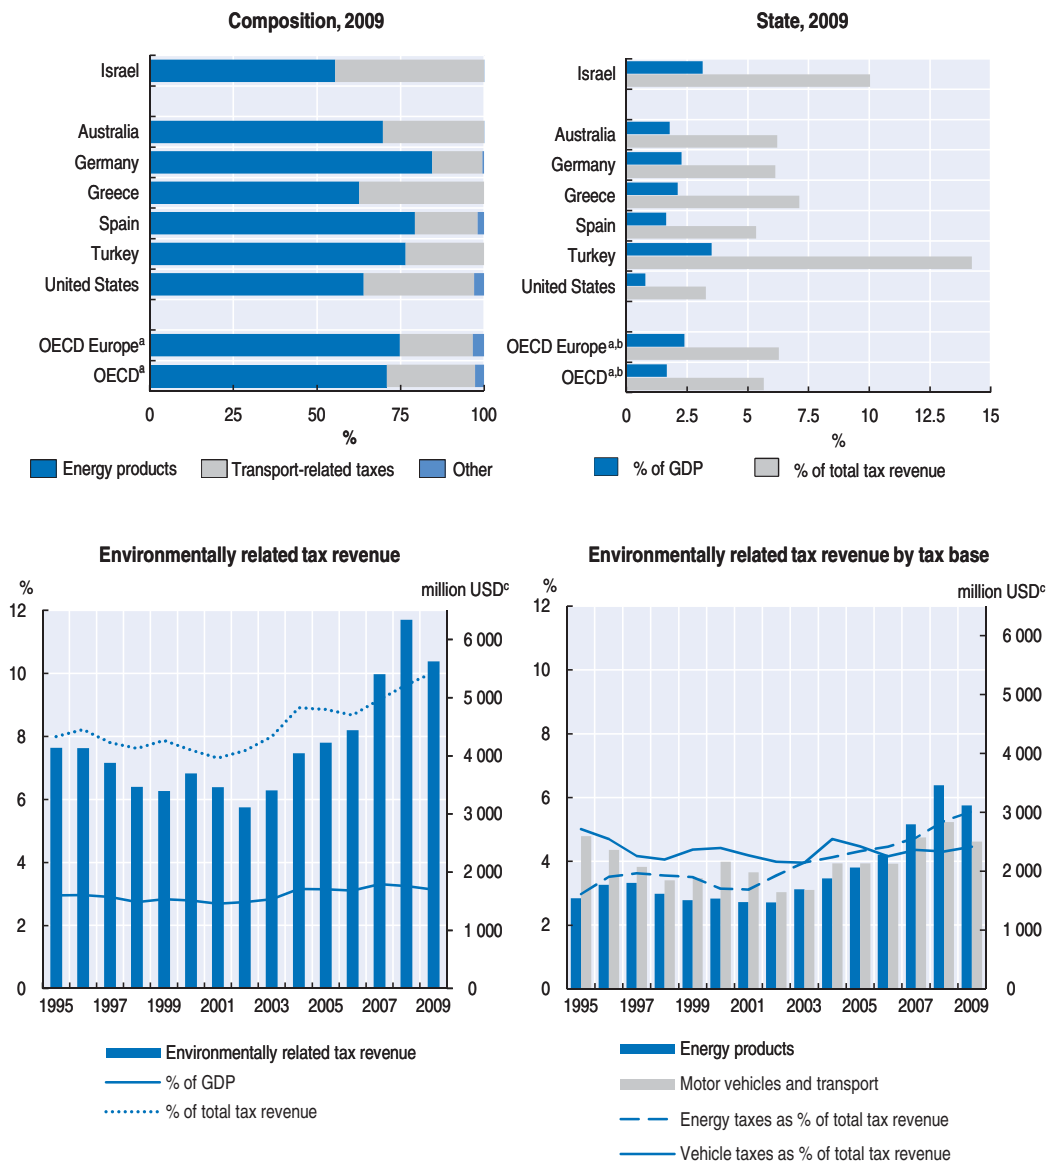 Composition, 2009
Israel
Australia
Germany
Greece
Spain
Turkey
United States
OECD Europeª
OECDª
0 25 50 75 100
%
Energy products Transport-related taxes Other
State, 2009
Israel
Australia
Germany
Greece
Spain
Turkey
United States
OECD Europe a,b
OECD a,b
0 2.5 5 7.5 10 12.5 15
%
% of GDP % of total tax revenue
Environmentally related tax revenue
% million USDᶜ
12
10
8
6
4
2
0
6 000
5 000
4 000
3 000
2 000
1 000
0
1995 1997 1999 2001 2003 2005 2007 2009
Environmentally related tax revenue
% of GDP
% of total tax revenue
Environmentally related tax revenue by tax base
% million USDᶜ
12
10
8
6
4
2
0
6 000
5 000
4 000
3 000
2 000
1 000
0
1995 1997 1999 2001 2003 2005 2007 2009
Energy products
Motor vehicles and transport
Energy taxes as % of total tax revenue
Vehicle taxes as % of total tax revenue